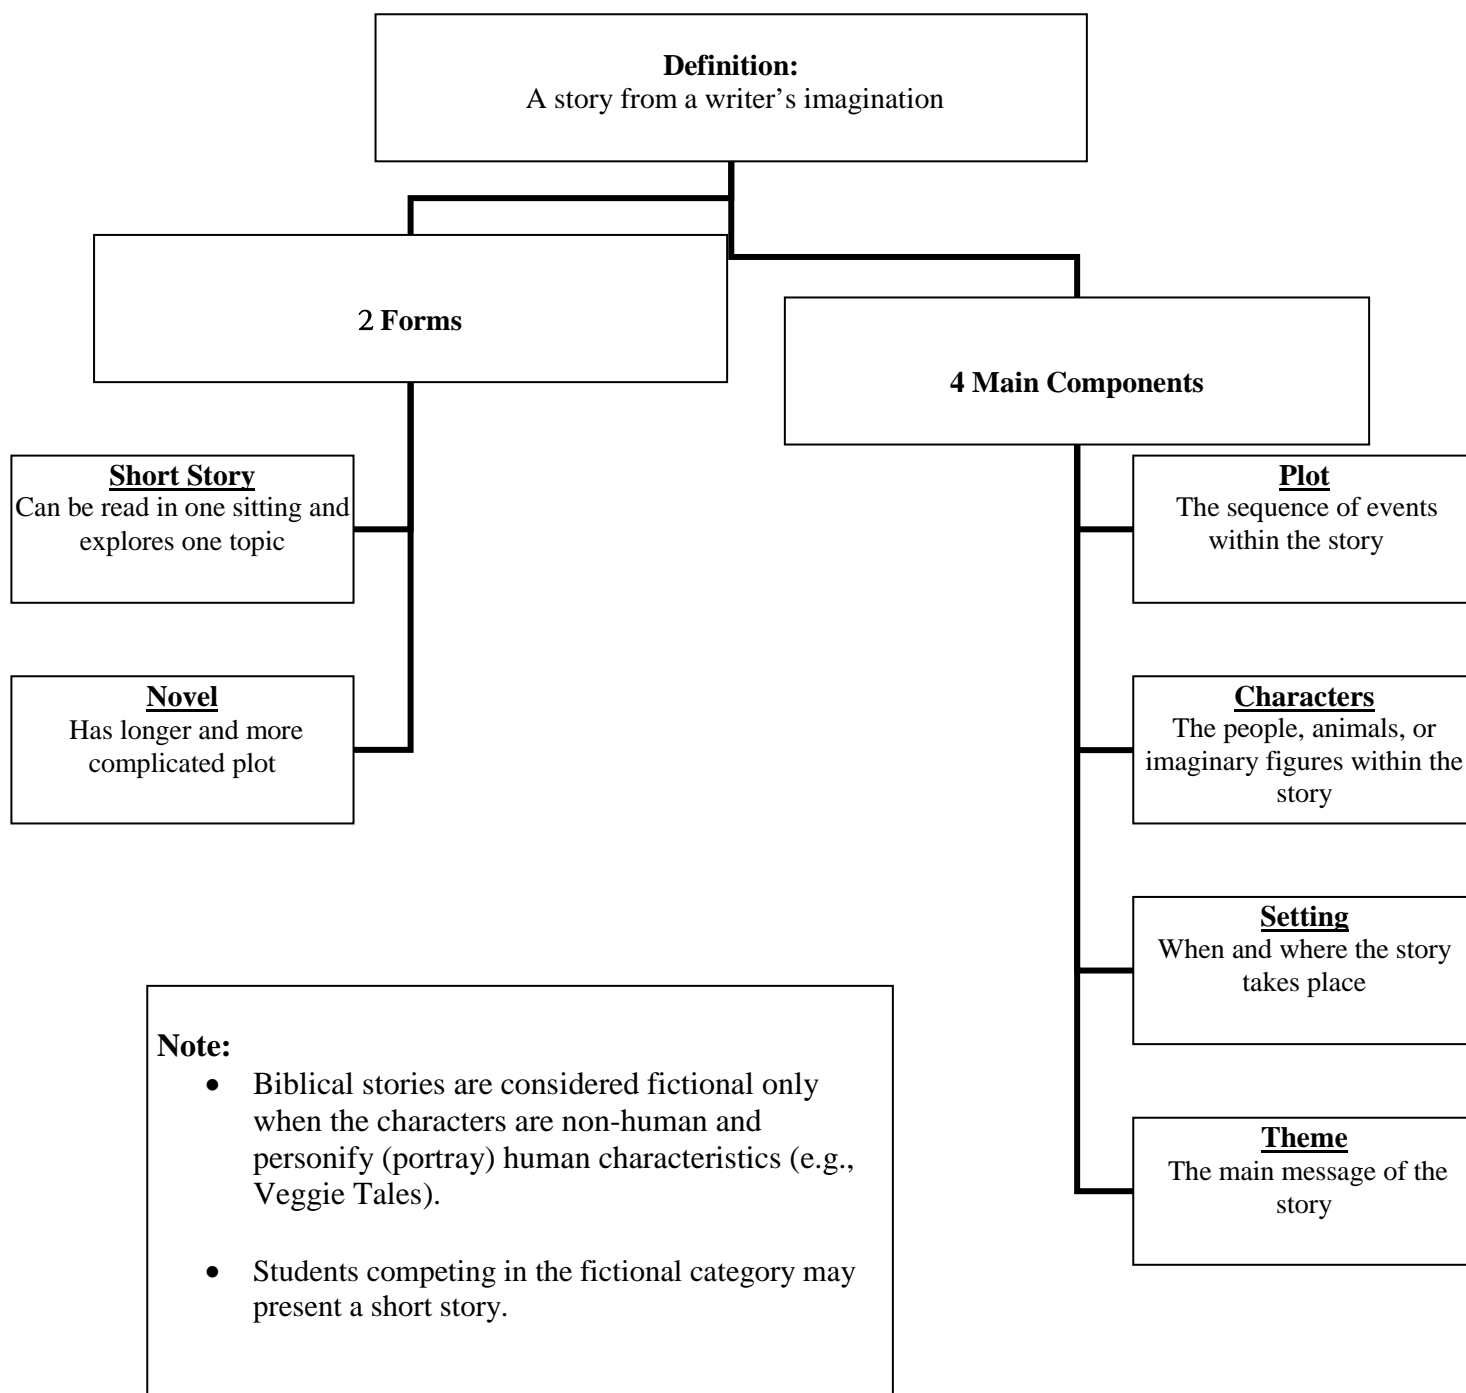 Definition:
A story from a writer’s imagination
2 Forms
4 Main Components
Short Story
Can be read in one sitting and
explores one topic
Novel
Has longer and more
complicated plot
Plot
The sequence of events
within the story
Characters
The people, animals, or
imaginary figures within the
story
Setting
When and where the story
takes place
Theme
The main message of the
story
Note:
• Biblical stories are considered fictional only
when the characters are non-human and
personify (portray) human characteristics (e.g.,
Veggie Tales).
• Students competing in the fictional category may
present a short story.